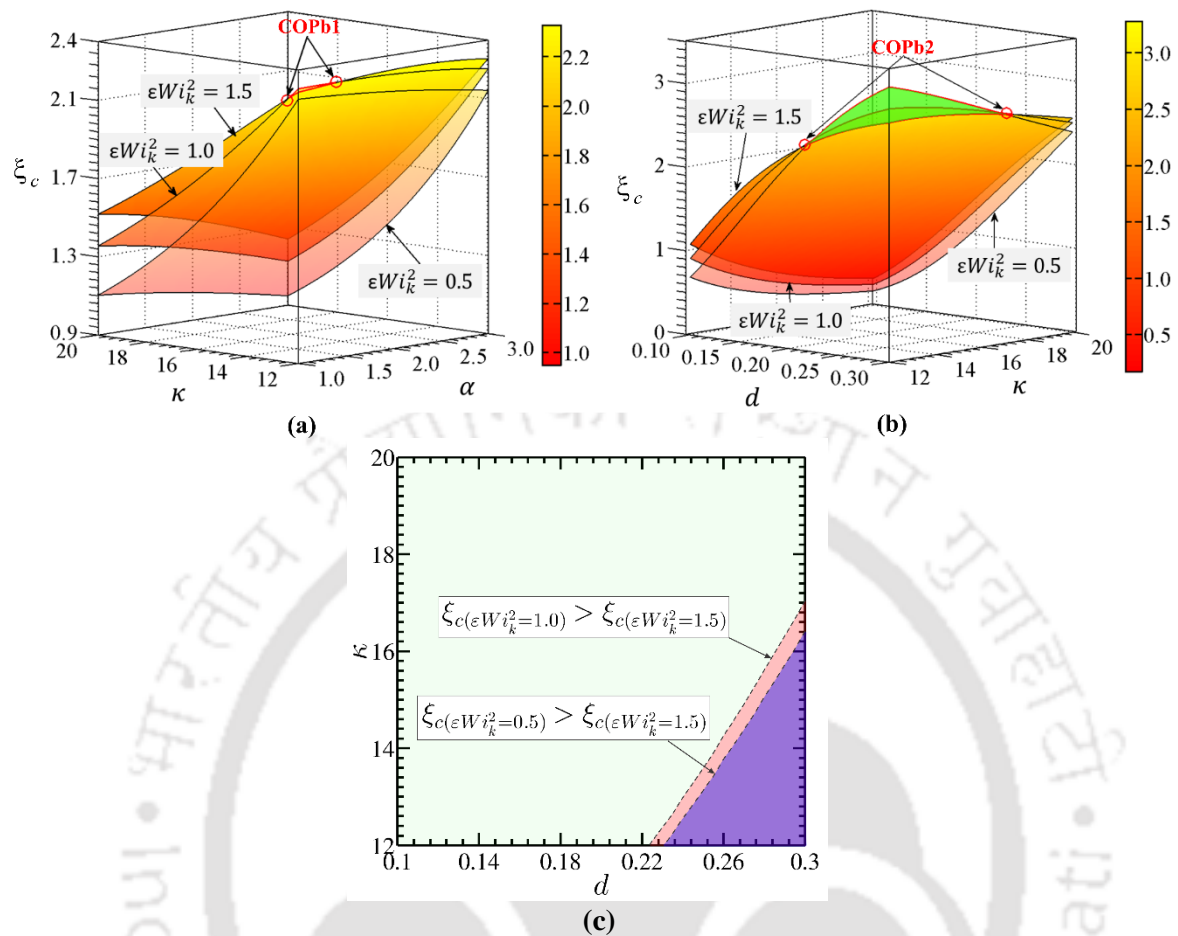 COPb1
COPb2
2.4
2.1
1.7
1.3
0.9
ξ_c
εWi_k^2 = 1.5
εWi_k^2 = 1.0
εWi_k^2 = 0.5
20 18 16 14 12
κ
1.0 1.5 2.0 2.5 3.0
α
2.2
2.0
1.8
1.6
1.4
1.2
1.0
(a)
3
2
1
0
ξ_c
εWi_k^2 = 1.5
εWi_k^2 = 0.5
εWi_k^2 = 1.0
0.10 0.15 0.20 0.25 0.30
d
12 14 16 18 20
κ
3.0
2.5
2.0
1.5
1.0
0.5
(b)
20
18
16
14
12
κ
ξ_c(εWi_k^2=1.0) > ξ_c(εWi_k^2=1.5)
ξ_c(εWi_k^2=0.5) > ξ_c(εWi_k^2=1.5)
0.1 0.14 0.18 0.22 0.26 0.3
d
(c)